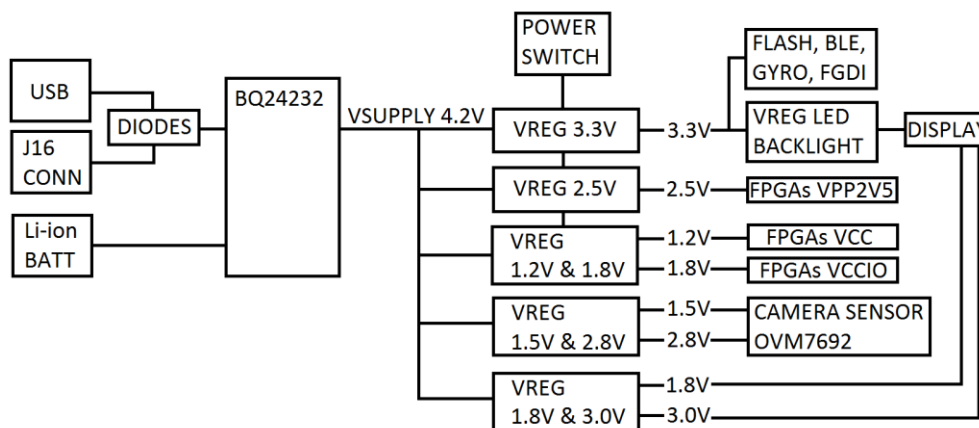 POWER
SWITCH
FLASH, BLE,
GYRO, FGDI
USB
DIODES
J16
CONN
Li-ion
BATT
BQ24232
VSUPPLY 4.2V
VREG 3.3V
3.3V
VREG LED
BACKLIGHT
DISPLAY
VREG 2.5V
2.5V
FPGAs VPP2V5
VREG
1.2V & 1.8V
1.2V
FPGAs VCC
1.8V
FPGAs VCCIO
VREG
1.5V & 2.8V
1.5V
2.8V
CAMERA SENSOR
OVM7692
VREG
1.8V & 3.0V
1.8V
3.0V